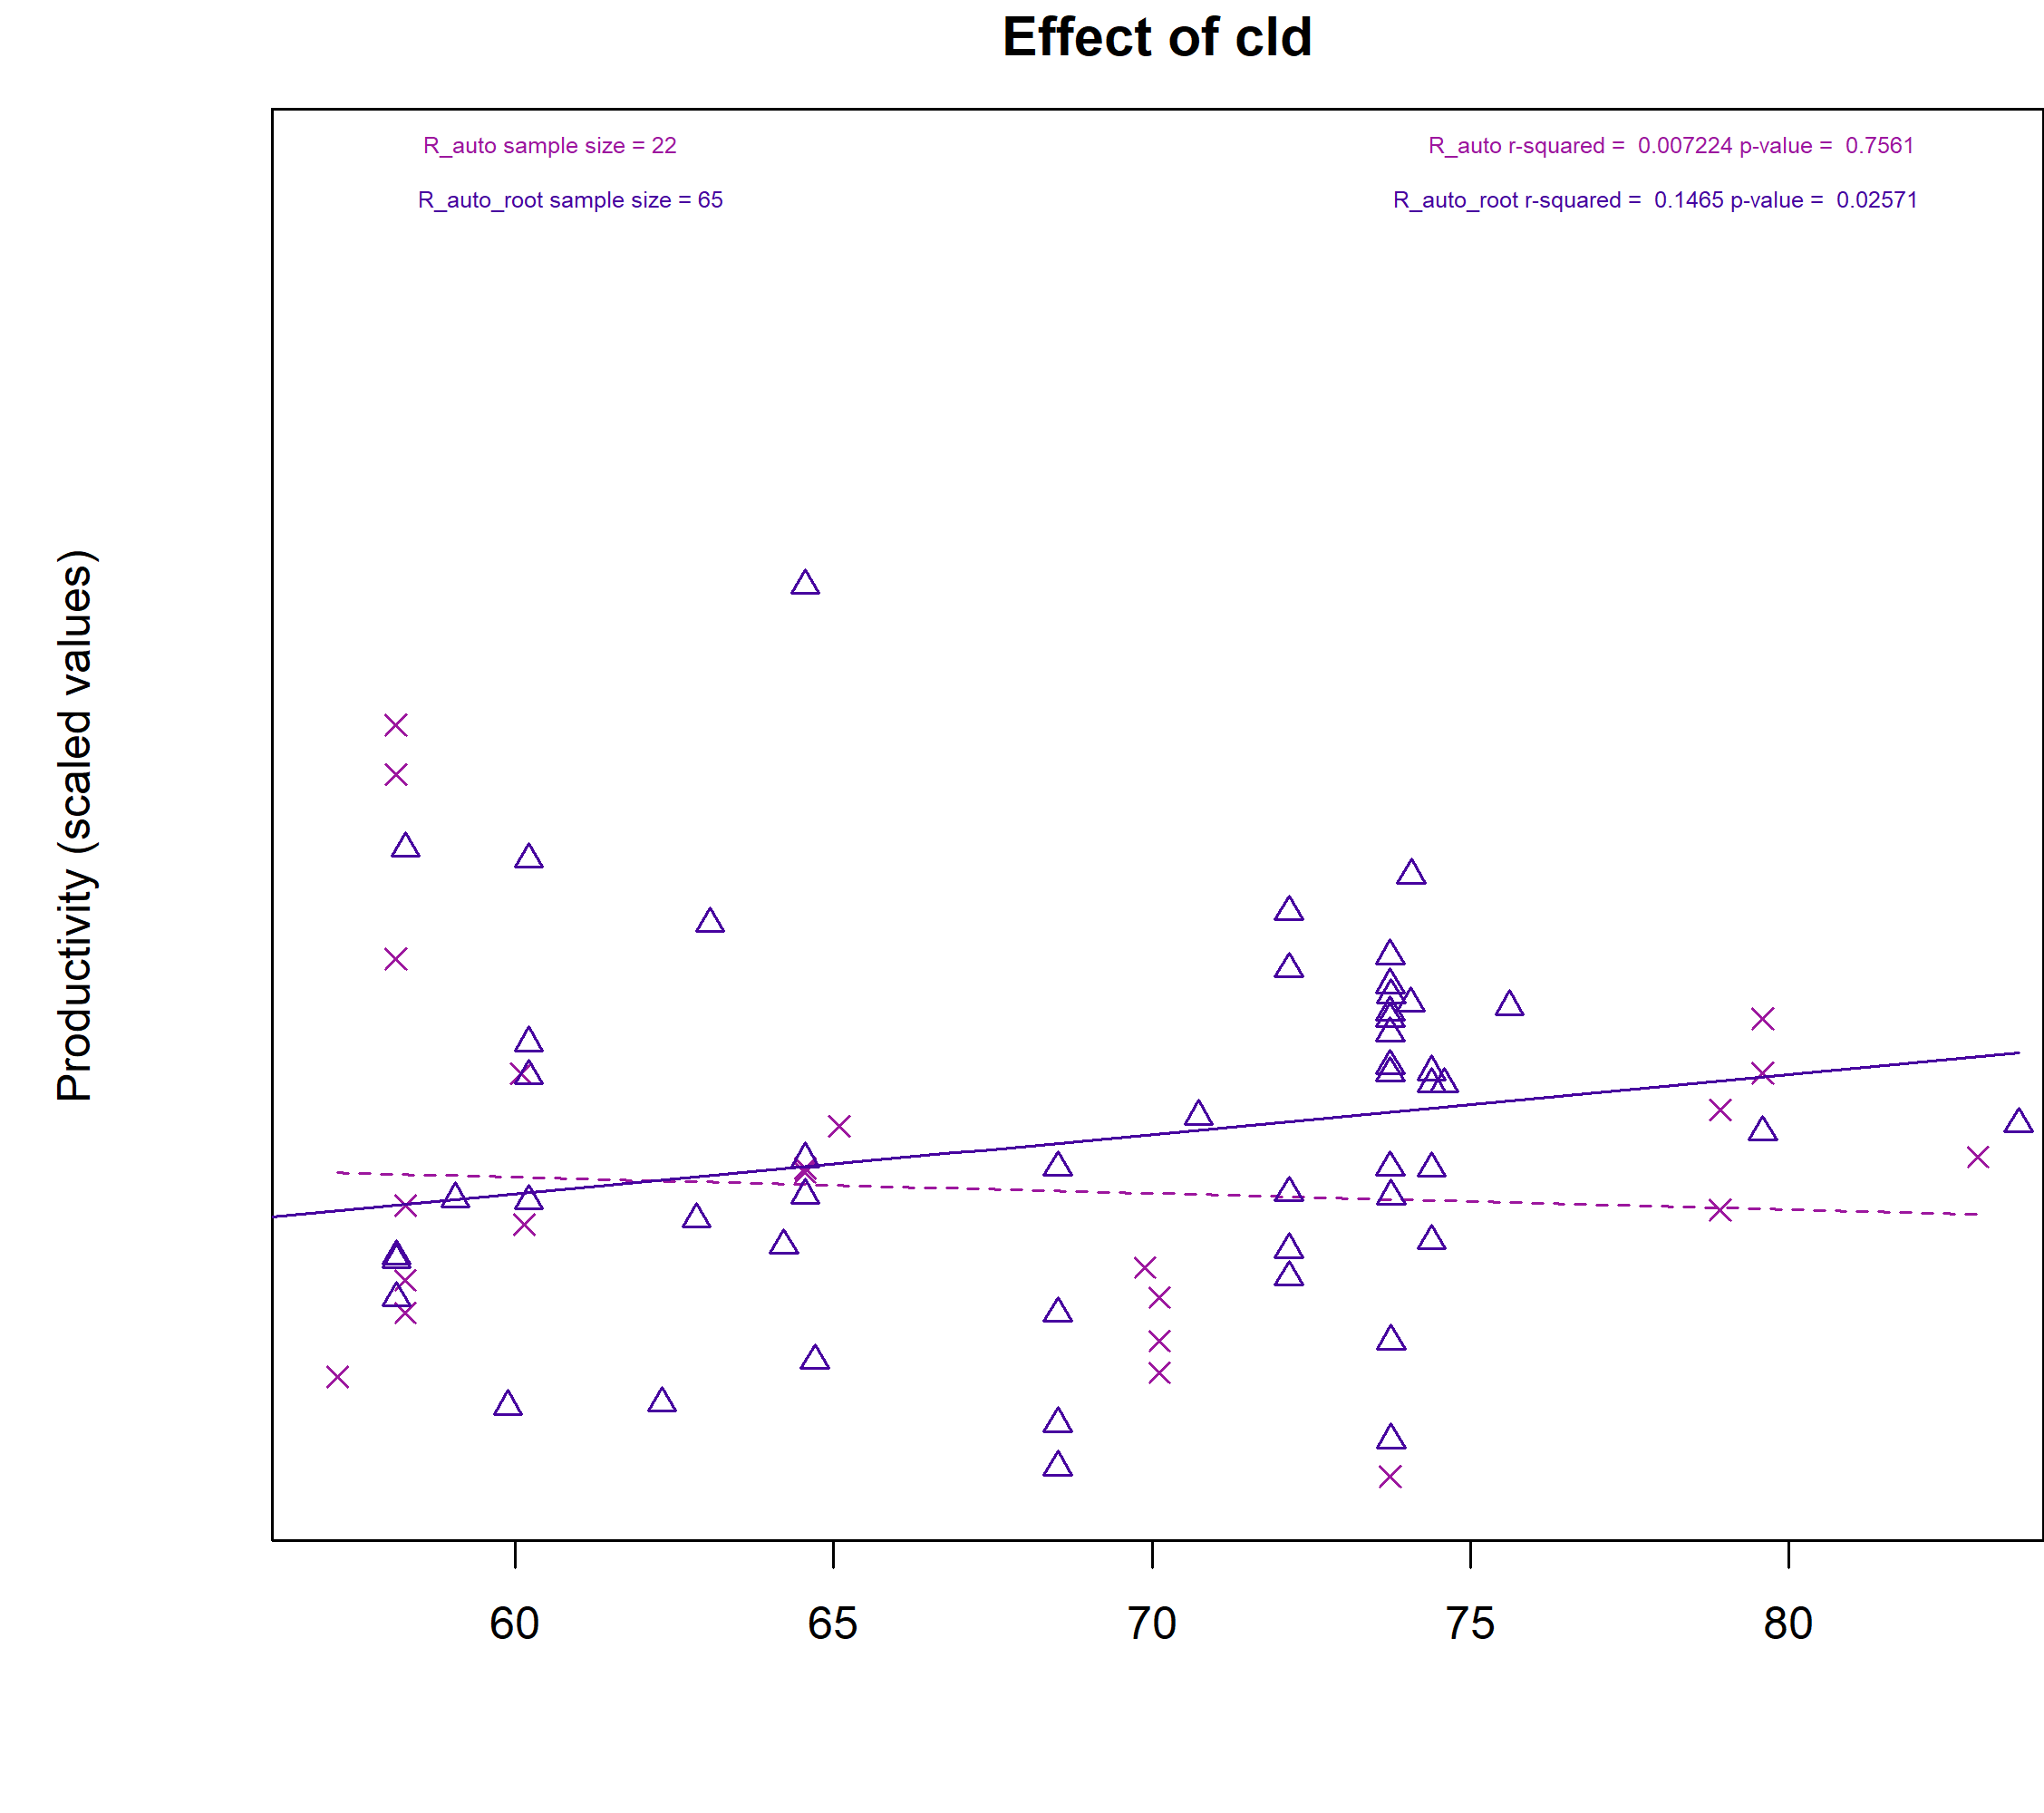 Effect of cld
R_auto sample size = 22
R_auto r-squared =  0.007224 p-value =  0.7561
R_auto_root sample size = 65
R_auto_root r-squared =  0.1465 p-value =  0.02571
Productivity (scaled values)
60 65 70 75 80